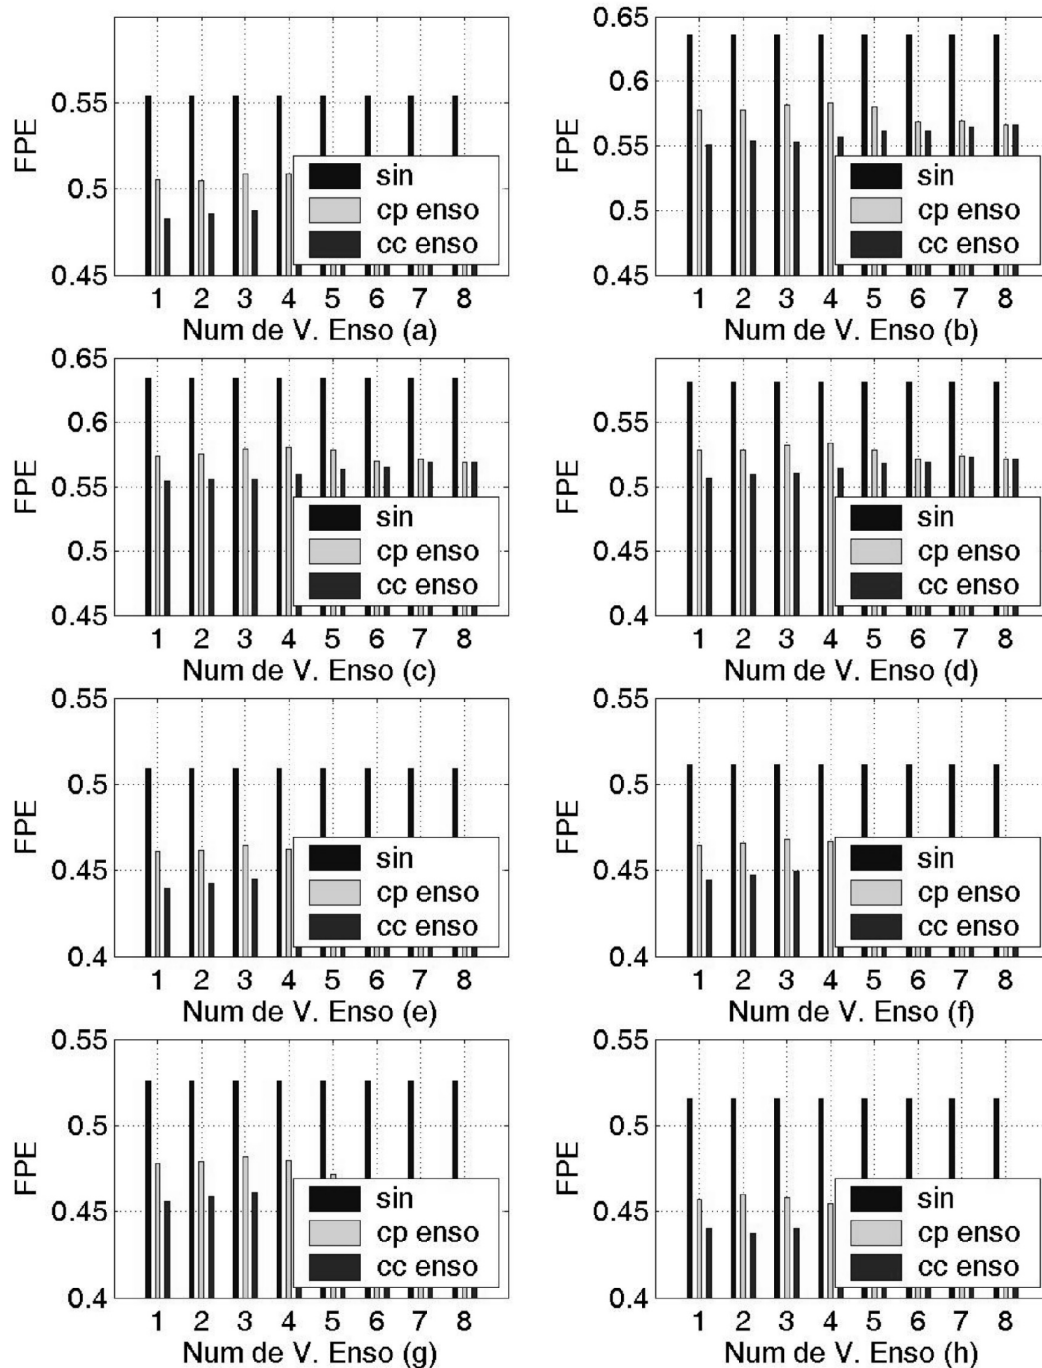 FPE
0.55
0.5
0.45
sin
cp enso
cc enso
1 2 3 4 5 6 7 8
Num de V. Enso (a)
FPE
0.65
0.6
0.55
0.5
0.45
sin
cp enso
cc enso
1 2 3 4 5 6 7 8
Num de V. Enso (b)
FPE
0.65
0.6
0.55
0.5
0.45
sin
cp enso
cc enso
1 2 3 4 5 6 7 8
Num de V. Enso (c)
FPE
0.55
0.5
0.45
0.4
sin
cp enso
cc enso
1 2 3 4 5 6 7 8
Num de V. Enso (d)
FPE
0.55
0.5
0.45
0.4
sin
cp enso
cc enso
1 2 3 4 5 6 7 8
Num de V. Enso (e)
FPE
0.55
0.5
0.45
0.4
sin
cp enso
cc enso
1 2 3 4 5 6 7 8
Num de V. Enso (f)
FPE
0.55
0.5
0.45
0.4
sin
cp enso
cc enso
1 2 3 4 5 6 7 8
Num de V. Enso (g)
FPE
0.55
0.5
0.45
0.4
sin
cp enso
cc enso
1 2 3 4 5 6 7 8
Num de V. Enso (h)